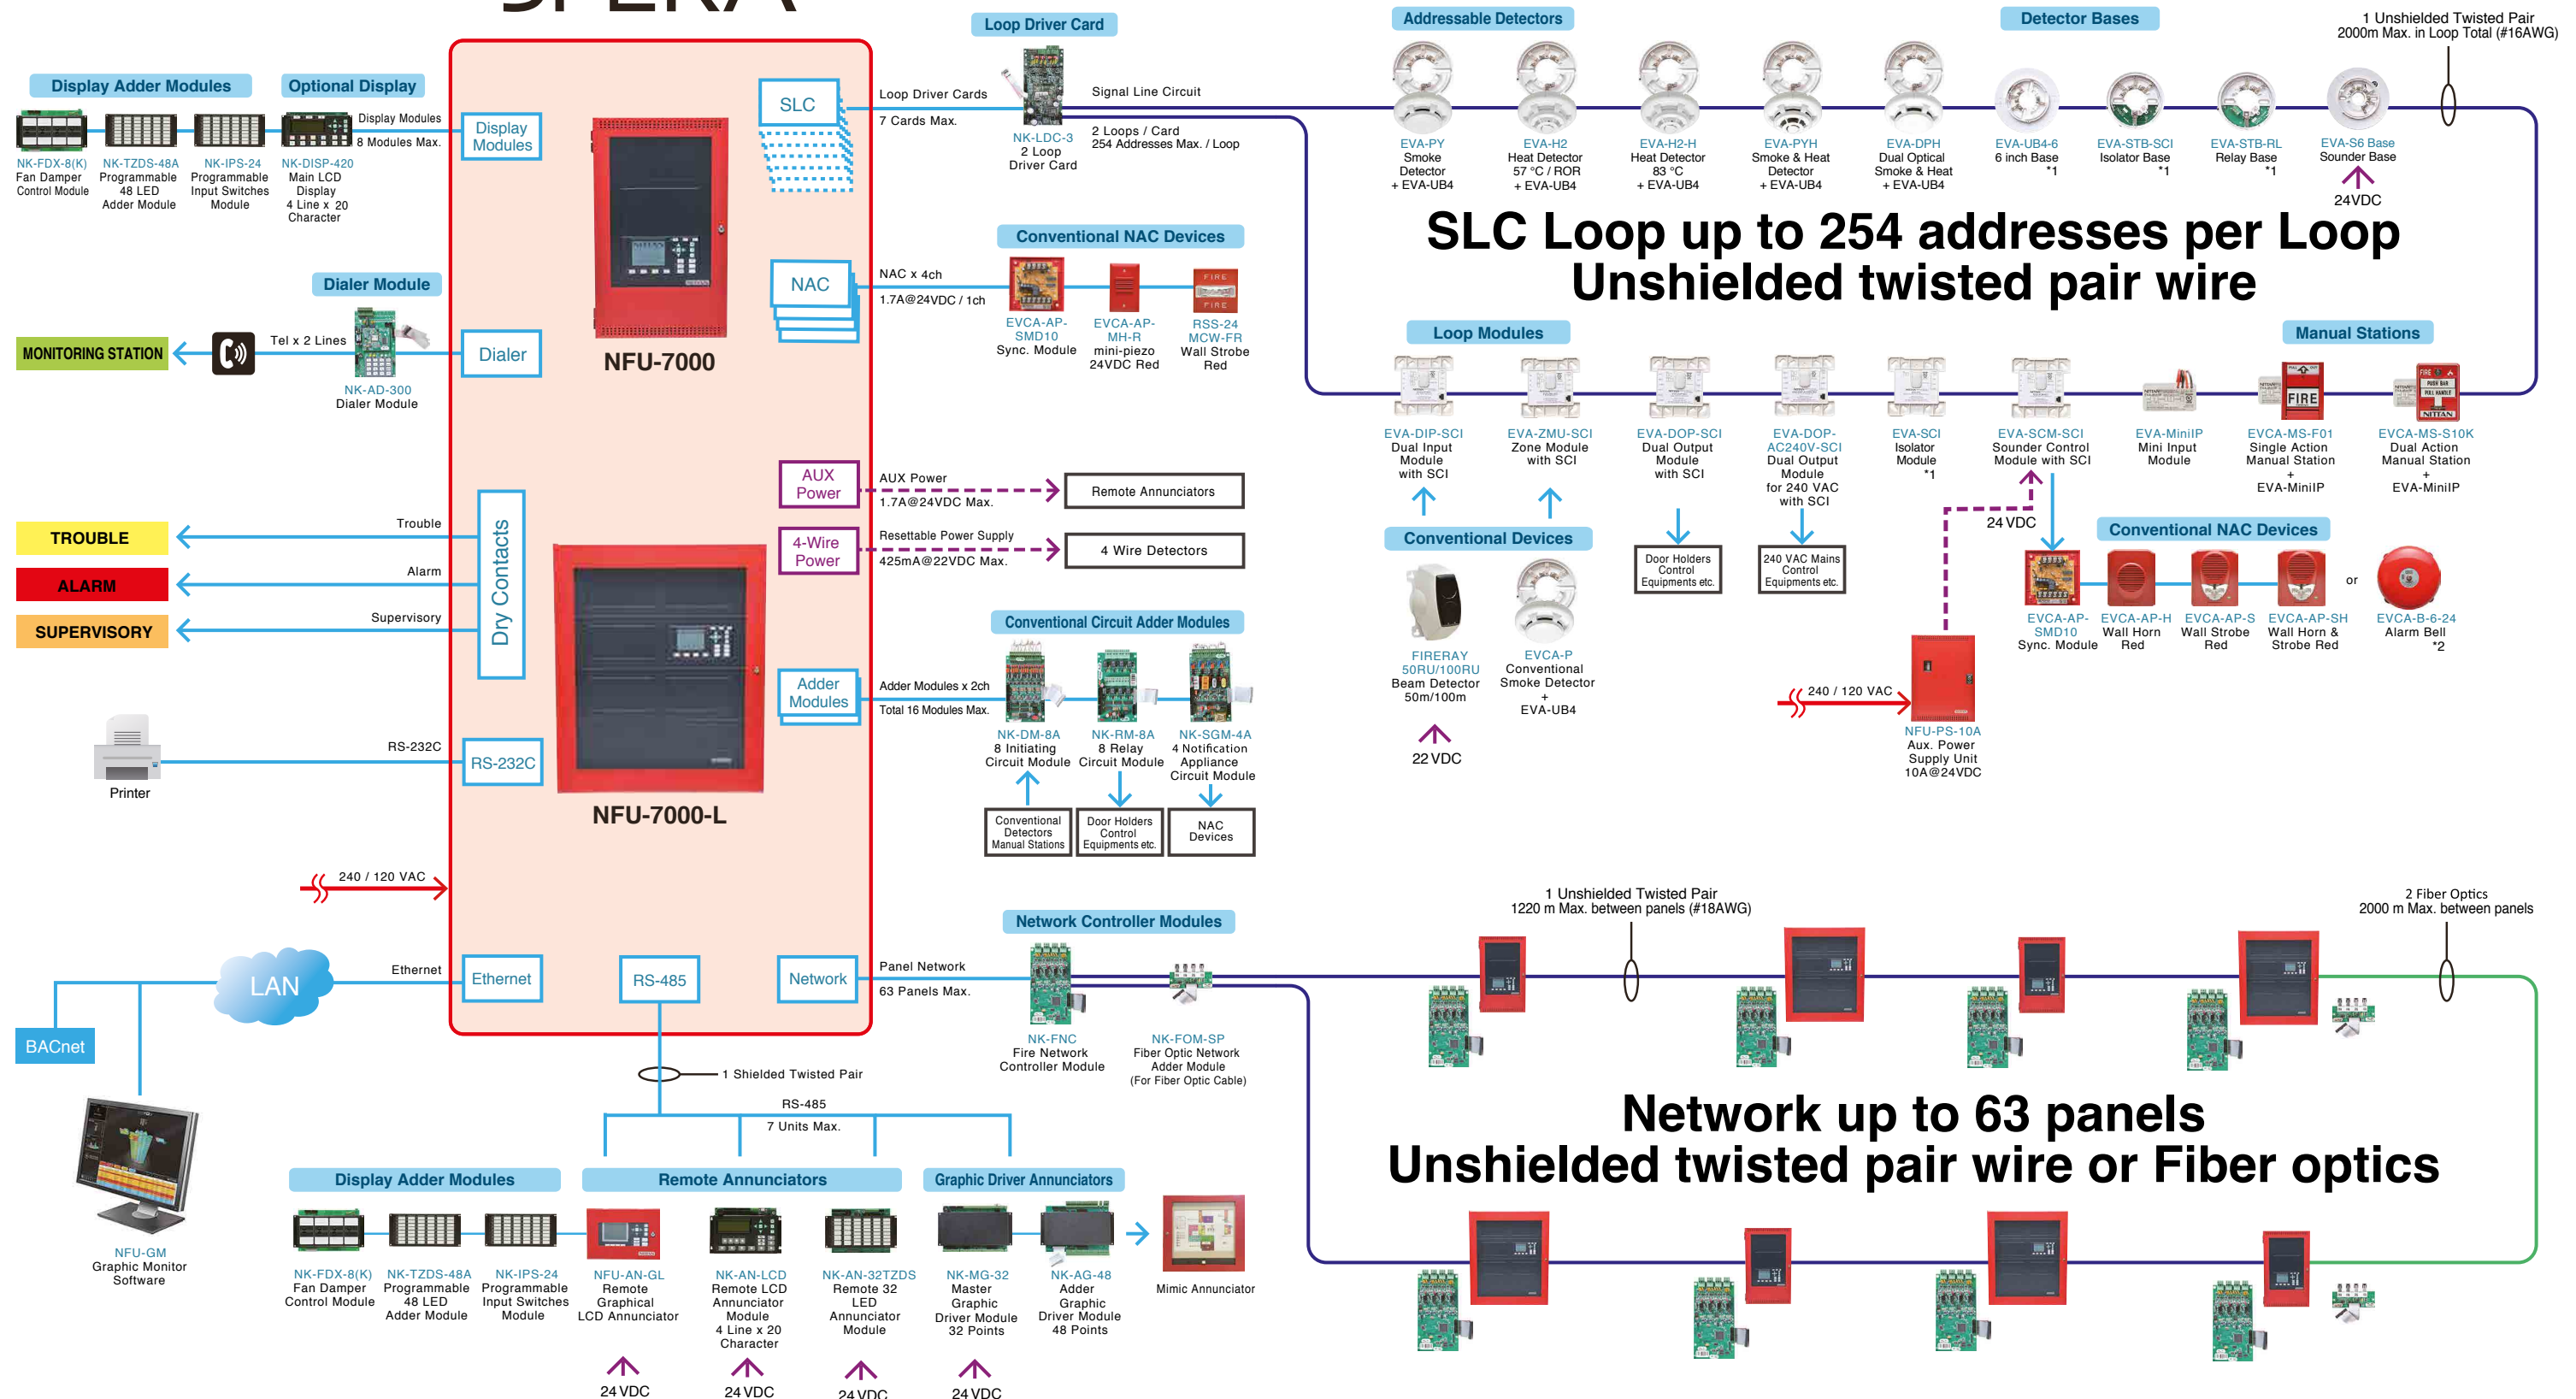 Display Adder Modules
NK-FDX-8(K)
Fan Damper
Control Module
NK-TZDS-48A
Programmable
48 LED
Adder Module
NK-IPS-24
Programmable
Input Switches
Module
Optional Display
NK-DISP-420
Main LCD
Display
4 Line x 20
Character
Display Modules
8 Modules Max.
Display
Modules
Dialer Module
MONITORING STATION
Tel x 2 Lines
NK-AD-300
Dialer Module
Dialer
TROUBLE
Trouble
ALARM
Alarm
SUPERVISORY
Supervisory
Dry Contacts
Printer
RS-232C
RS-232C
240 / 120 VAC
LAN
Ethernet
Ethernet
BACnet
NFU-GM
Graphic Monitor
Software
NFU-7000
NFU-7000-L
SLC
Loop Driver Cards
7 Cards Max.
Loop Driver Card
NK-LDC-3
2 Loop
Driver Card
Signal Line Circuit
2 Loops / Card
254 Addresses Max. / Loop
NAC
NAC x 4ch
1.7A@24VDC / 1ch
Conventional NAC Devices
EVCA-AP-
SMD10
Sync. Module
EVCA-AP-
MH-R
mini-piezo
24VDC Red
FIRE
FIRE
RSS-24
MCW-FR
Wall Strobe
Red
AUX
Power
AUX Power
1.7A@24VDC Max.
Remote Annunciators
4-Wire
Power
Resettable Power Supply
425mA@22VDC Max.
4 Wire Detectors
Adder
Modules
Adder Modules x 2ch
Total 16 Modules Max.
Conventional Circuit Adder Modules
NK-DM-8A
8 Initiating
Circuit Module
NK-RM-8A
8 Relay
Circuit Module
NK-SGM-4A
4 Notification
Appliance
Circuit Module
Conventional
Detectors
Manual Stations
Door Holders
Control
Equipments etc.
NAC
Devices
RS-485
Network
Panel Network
63 Panels Max.
Network Controller Modules
NK-FNC
Fire Network
Controller Module
NK-FOM-SP
Fiber Optic Network
Adder Module
(For Fiber Optic Cable)
1 Shielded Twisted Pair
RS-485
7 Units Max.
Display Adder Modules
NK-FDX-8(K)
Fan Damper
Control Module
NK-TZDS-48A
Programmable
48 LED
Adder Module
NK-IPS-24
Programmable
Input Switches
Module
Remote Annunciators
NFU-AN-GL
Remote
Graphical
LCD Annunciator
24 VDC
NK-AN-LCD
Remote LCD
Annunciator
Module
4 Line x 20
Character
24 VDC
NK-AN-32TZDS
Remote 32
LED
Annunciator
Module
24 VDC
Graphic Driver Annunciators
NK-MG-32
Master
Graphic
Driver Module
32 Points
24 VDC
NK-AG-48
Adder
Graphic
Driver Module
48 Points
Mimic Annunciator
Addressable Detectors
EVA-PY
Smoke
Detector
+ EVA-UB4
EVA-H2
Heat Detector
57 °C / ROR
+ EVA-UB4
EVA-H2-H
Heat Detector
83 °C
+ EVA-UB4
EVA-PYH
Smoke & Heat
Detector
+ EVA-UB4
EVA-DPH
Dual Optical
Smoke & Heat
+ EVA-UB4
Detector Bases
EVA-UB4-6
6 inch Base
*1
EVA-STB-SCI
Isolator Base
*1
EVA-STB-RL
Relay Base
*1
EVA-S6 Base
Sounder Base
24VDC
1 Unshielded Twisted Pair
2000m Max. in Loop Total (#16AWG)
SLC Loop up to 254 addresses per Loop
Unshielded twisted pair wire
Loop Modules
EVA-DIP-SCI
Dual Input
Module
with SCI
EVA-ZMU-SCI
Zone Module
with SCI
EVA-DOP-SCI
Dual Output
Module
with SCI
EVA-DOP-
AC240V-SCI
Dual Output
Module
for 240 VAC
with SCI
EVA-SCI
Isolator
Module
*1
EVA-SCM-SCI
Sounder Control
Module with SCI
EVA-MiniIP
Mini Input
Module
Manual Stations
FIRE
EVCA-MS-F01
Single Action
Manual Station
+
EVA-MiniIP
FIRE
PUSH BAR
PULL HANDLE
NITTAN
EVCA-MS-S10K
Dual Action
Manual Station
+
EVA-MiniIP
Conventional Devices
FIRERAY
50RU/100RU
Beam Detector
50m/100m
22 VDC
EVCA-P
Conventional
Smoke Detector
+
EVA-UB4
Door Holders
Control
Equipments etc.
240 VAC Mains
Control
Equipments etc.
24 VDC
Conventional NAC Devices
EVCA-AP-
SMD10
Sync. Module
EVCA-AP-H
Wall Horn
Red
EVCA-AP-S
Wall Strobe
Red
EVCA-AP-SH
Wall Horn &
Strobe Red
or
EVCA-B-6-24
Alarm Bell
*2
240 / 120 VAC
NFU-PS-10A
Aux. Power
Supply Unit
10A@24VDC
1 Unshielded Twisted Pair
1220 m Max. between panels (#18AWG)
2 Fiber Optics
2000 m Max. between panels
Network up to 63 panels
Unshielded twisted pair wire or Fiber optics